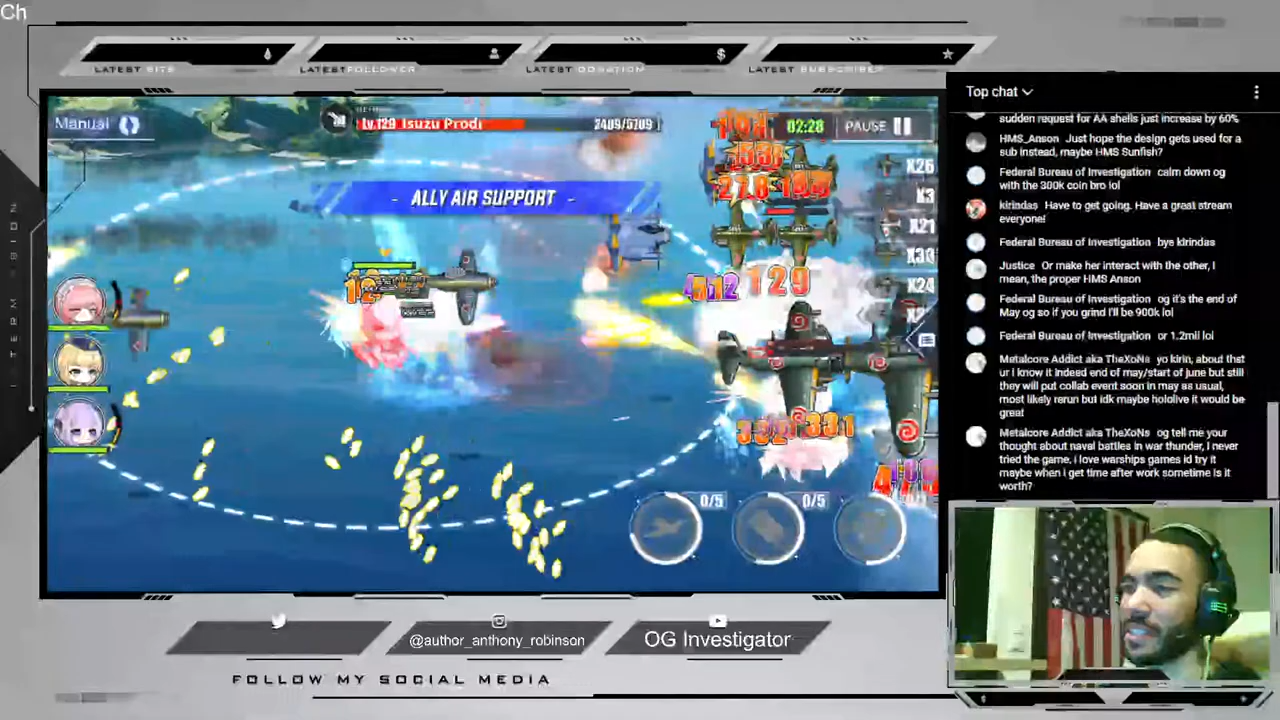 Ch
LATEST BITS
LATEST FOLLOWER
LATEST DONATION
LATEST SUBSCRIBER
Manual
Lv.129 Isuzu Prodi
2409/6709
02:28
PAUSE
- ALLY AIR SUPPORT -
X26
X3
X21
X30
X24
129
331
0/5
0/5
Top chat
sudden request for AA shells just increase by 60%
HMS_Anson Just hope the design gets used for a
sub instead, maybe HMS Sunfish?
Federal Bureau of Investigation calm down og
with the 300k coin bro lol
kirindas Have to get going. Have a great stream
everyone!
Federal Bureau of Investigation bye kirindas
Justice Or make her interact with the other, I
mean, the proper HMS Anson
Federal Bureau of Investigation og it's the end of
May og so if you grind I'll be 900k lol
Federal Bureau of Investigation or 1.2mil lol
Metalcore Addict aka TheXoNs yo kirin, about that
ur i know it indeed end of may/start of june but still
they will put collab event soon in may as usual,
most likely rerun but idk maybe hololive it would be
great
Metalcore Addict aka TheXoNs og tell me your
thought about naval battles in war thunder, i never
tried the game, i love warships games id try it
maybe when i get time after work sometime is it
worth?
@author_anthony_robinson
OG Investigator
FOLLOW MY SOCIAL MEDIA